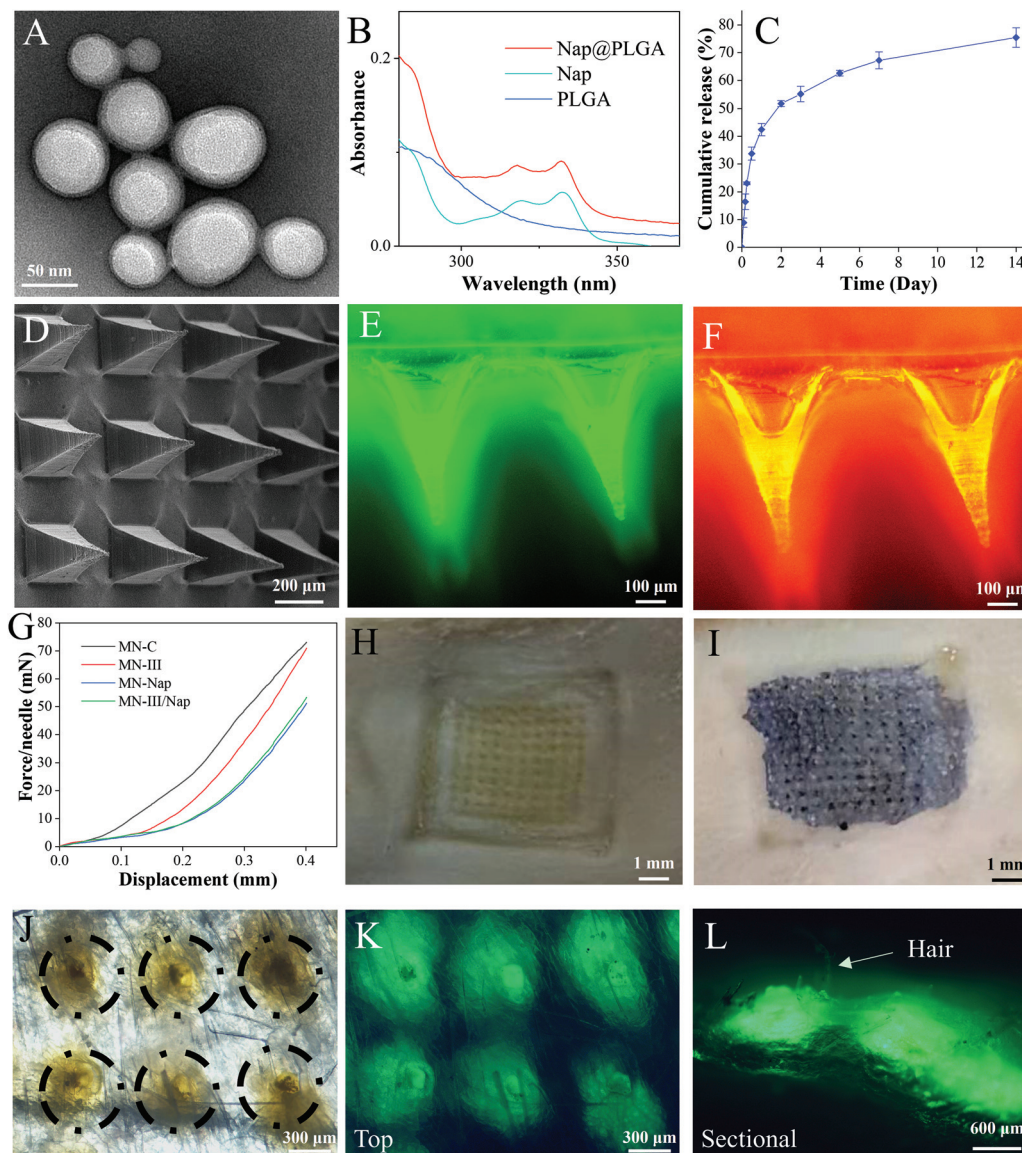 A
50 nm
B
Absorbance
0.2
0.0
Nap@PLGA
Nap
PLGA
300
350
Wavelength (nm)
C
Cumulative release (%)
80
70
60
50
40
30
20
10
0
0
2
4
6
8
10
12
14
Time (Day)
D
200 μm
E
100 μm
F
100 μm
G
Force/needle (mN)
80
70
60
50
40
30
20
10
0
MN-C
MN-III
MN-Nap
MN-III/Nap
0.0
0.1
0.2
0.3
0.4
Displacement (mm)
H
1 mm
I
1 mm
J
300 μm
K
Top
300 μm
L
Hair
Sectional
600 μm